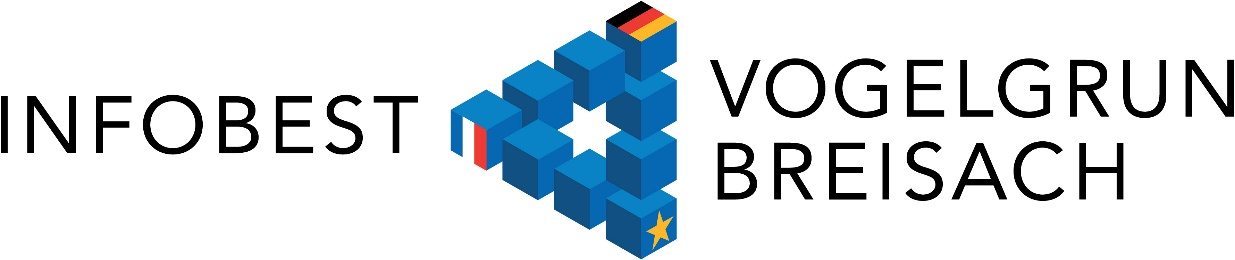 INFOBEST
VOGELGRUN
BREISACH